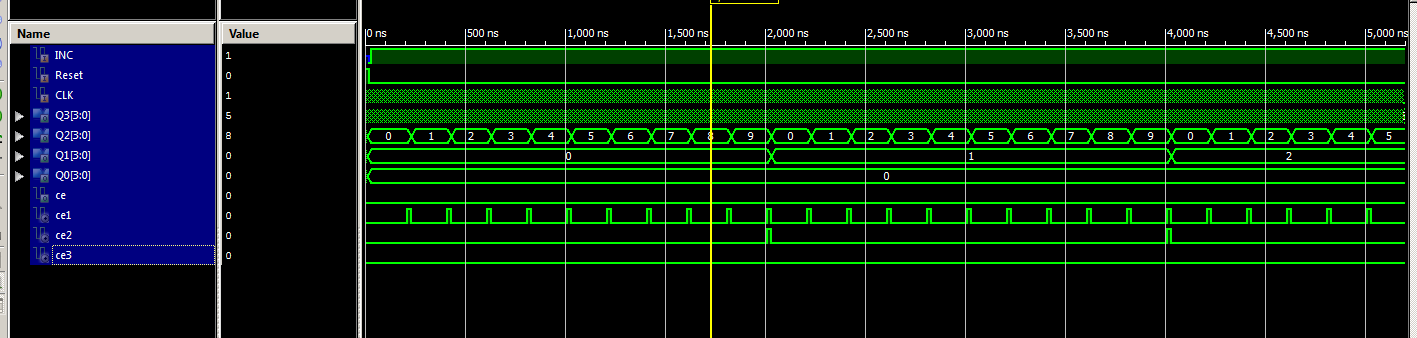 Name Value
0 ns 500 ns 1,000 ns 1,500 ns 2,000 ns 2,500 ns 3,000 ns 3,500 ns 4,000 ns 4,500 ns 5,000 ns
INC 1
Reset 0
CLK 1
Q3[3:0] 5
Q2[3:0] 8 0 1 2 3 4 5 6 7 8 9 0 1 2 3 4 5 6 7 8 9 0 1 2 3 4 5
Q1[3:0] 0 0 1 2
Q0[3:0] 0 0
ce 0
ce1 0
ce2 0
ce3 0